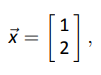 x⃗ = [ 1
2 ] ,